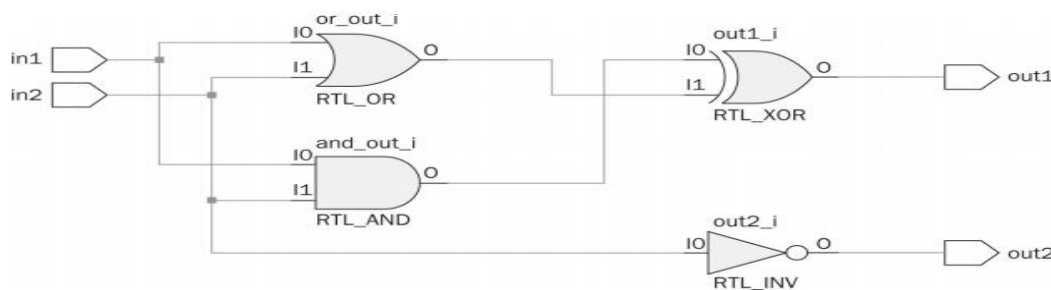 or_out_i
in1
I0
O
I1
in2
RTL_OR
out1_i
I0
O
out1
I1
RTL_XOR
and_out_i
I0
O
I1
RTL_AND
out2_i
I0
O
out2
RTL_INV